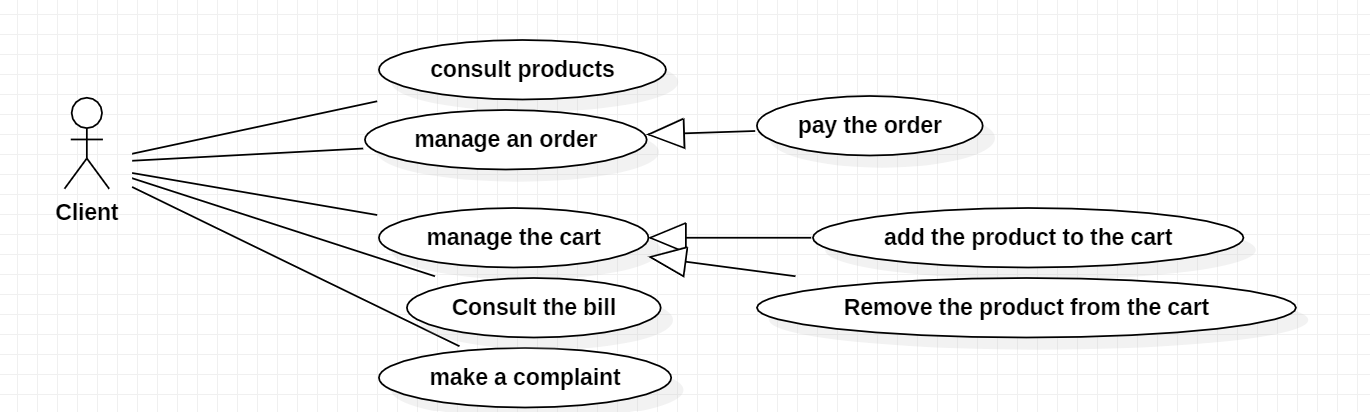 consult products
manage an order
pay the order
Client
manage the cart
add the product to the cart
Consult the bill
Remove the product from the cart
make a complaint